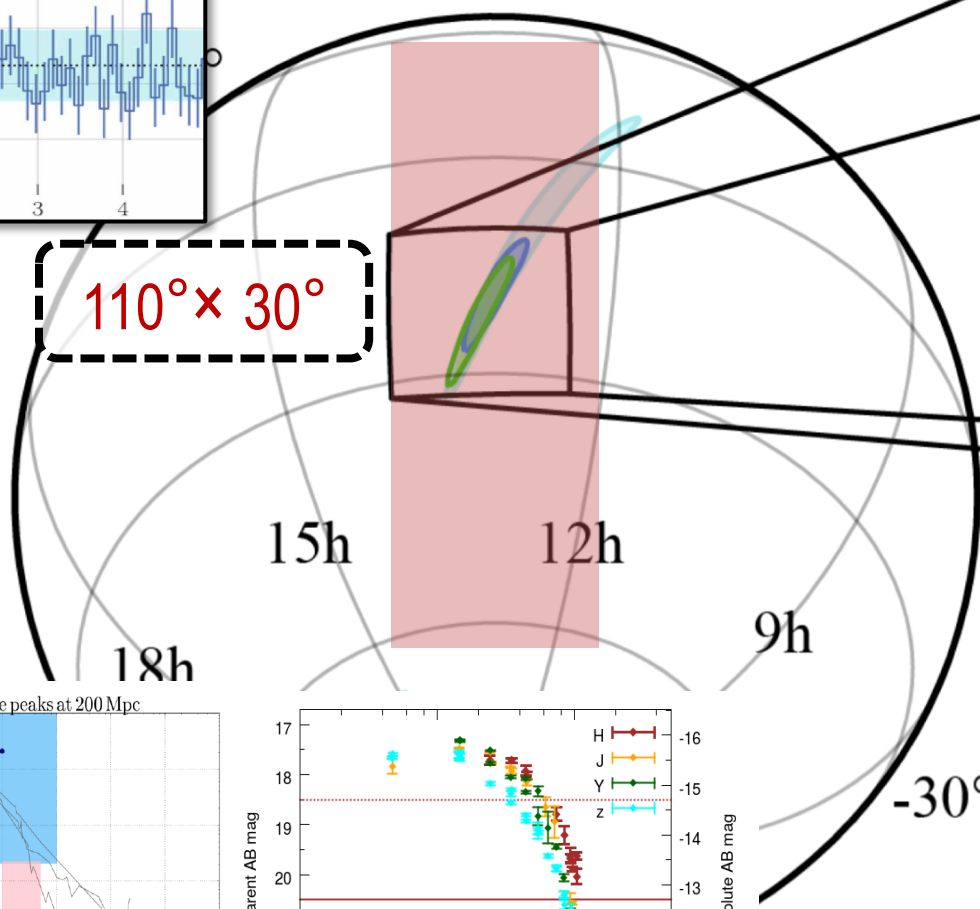 3 4
110°× 30°
15h
12h
9h
18h
-30°
e peaks at 200 Mpc
17
18
19
20
arent AB mag
H
J
Y
z
-16
-15
-14
-13
olute AB mag